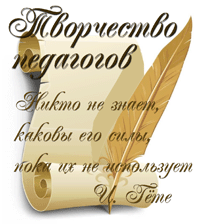 Творчество
педагогов
Никто не знает,
каковы его силы,
пока их не использует
И. Гёте